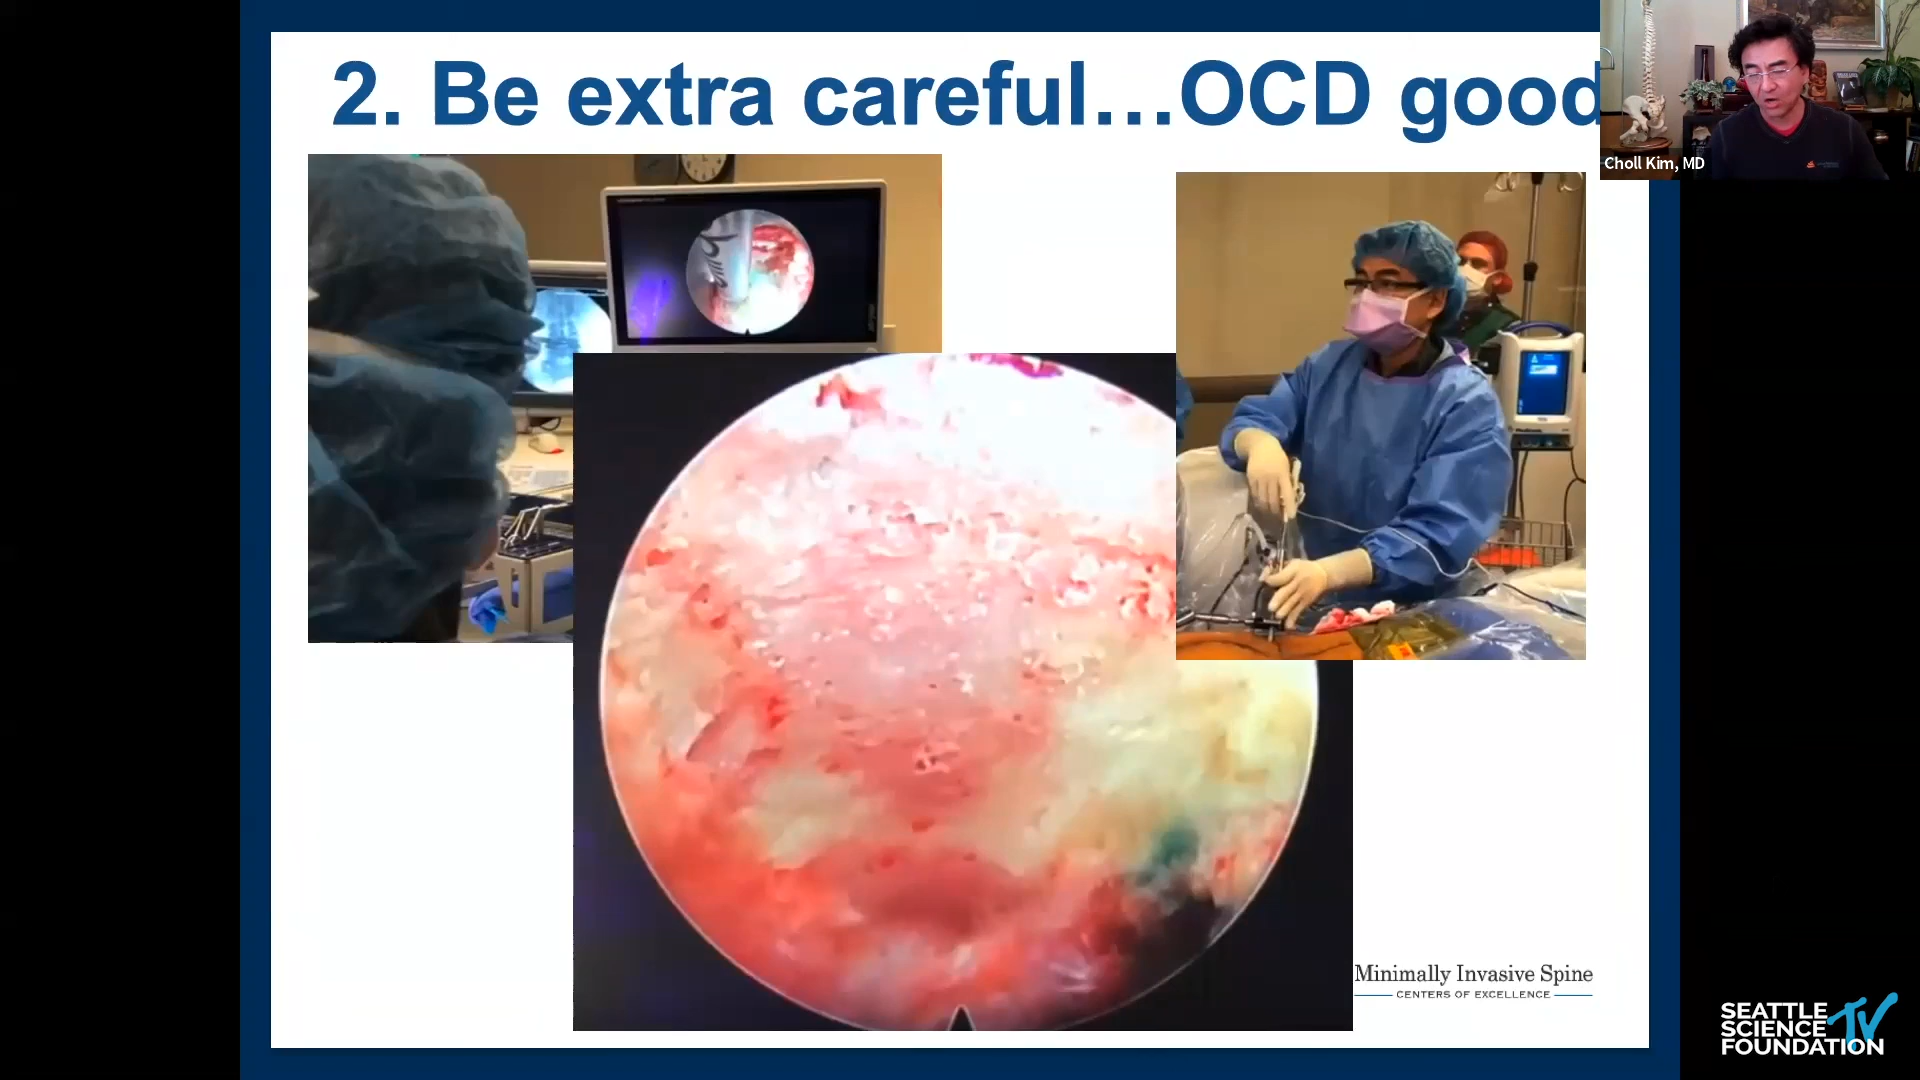 2. Be extra careful...OCD good
Choll Kim, MD
Minimally Invasive Spine
CENTERS OF EXCELLENCE
SEATTLE
SCIENCE
FOUNDATION
TV